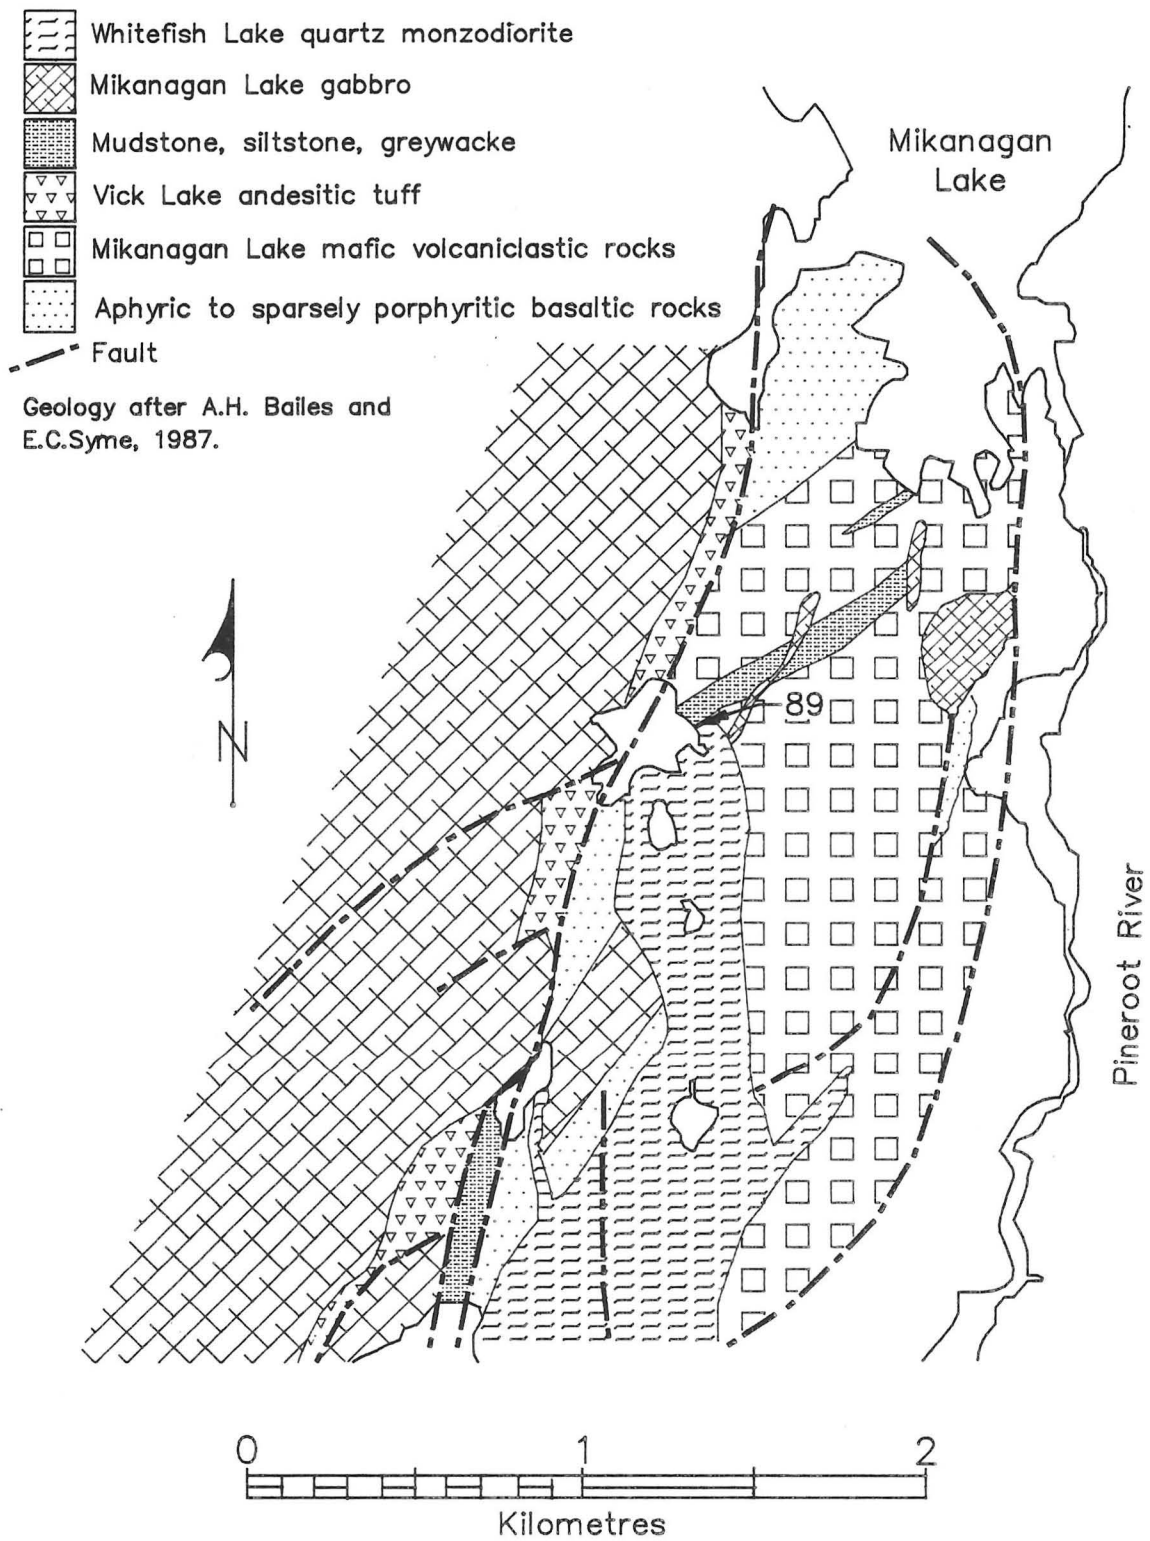 Whitefish Lake quartz monzodiorite
Mikanagan Lake gabbro
Mudstone, siltstone, greywacke
Vick Lake andesitic tuff
Mikanagan Lake mafic volcaniclastic rocks
Aphyric to sparsely porphyritic basaltic rocks
Fault
Geology after A.H. Bailes and
E.C.Syme, 1987.
Mikanagan
Lake
N
89
Pineroot River
0 1 2
Kilometres